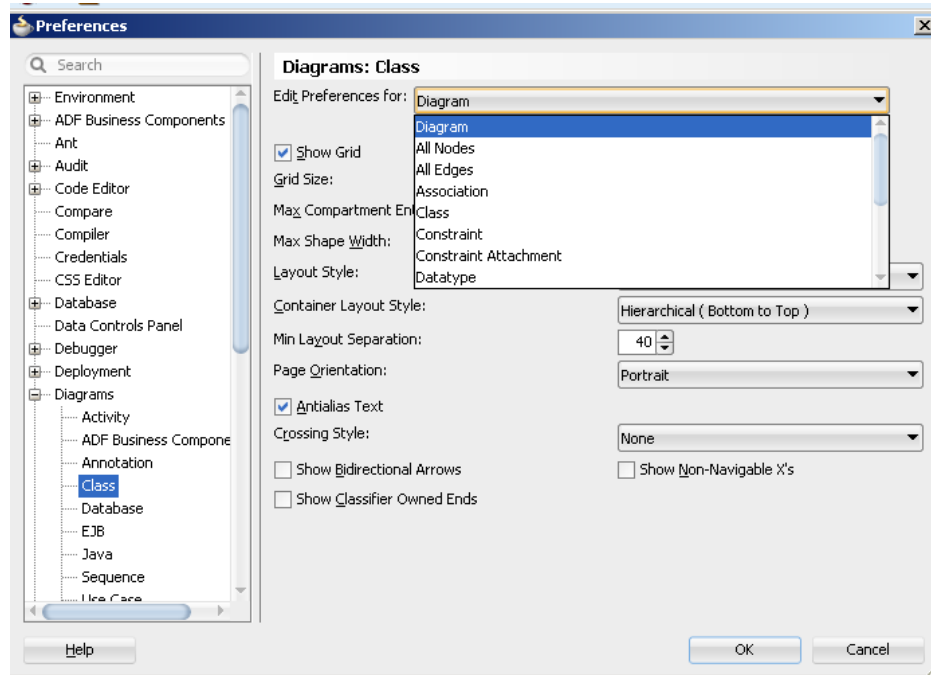 Preferences
Search
Environment
ADF Business Components
Ant
Audit
Code Editor
Compare
Compiler
Credentials
CSS Editor
Database
Data Controls Panel
Debugger
Deployment
Diagrams
Activity
ADF Business Compone
Annotation
Class
Database
EJB
Java
Sequence
Use Case
Diagrams: Class
Edit Preferences for: Diagram
Diagram
All Nodes
All Edges
Association
Class
Constraint
Constraint Attachment
Datatype
Show Grid
Grid Size:
Max Compartment Ent
Max Shape Width:
Layout Style:
Container Layout Style: Hierarchical ( Bottom to Top )
Min Layout Separation: 40
Page Orientation: Portrait
Antialias Text
Crossing Style: None
Show Bidirectional Arrows Show Non-Navigable X's
Show Classifier Owned Ends
Help OK Cancel